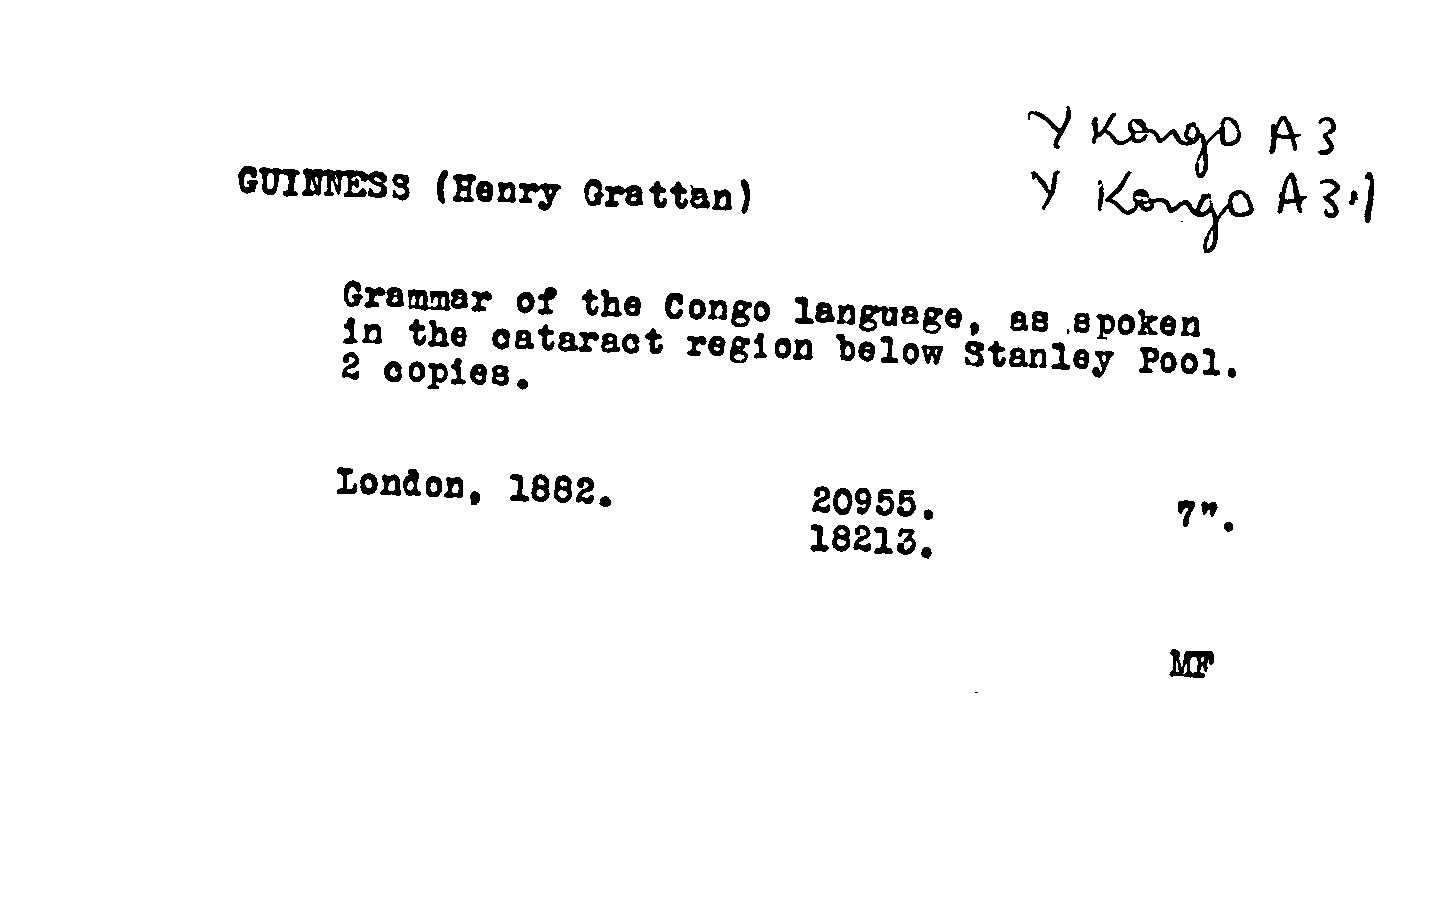 Y Kongo A 3
Y Kongo A 3.1
GUINNESS (Henry Grattan)
Grammar of the Congo language, as spoken
in the cataract region below Stanley Pool.
2 copies.
London, 1882. 20955. 7".
18213.
MF